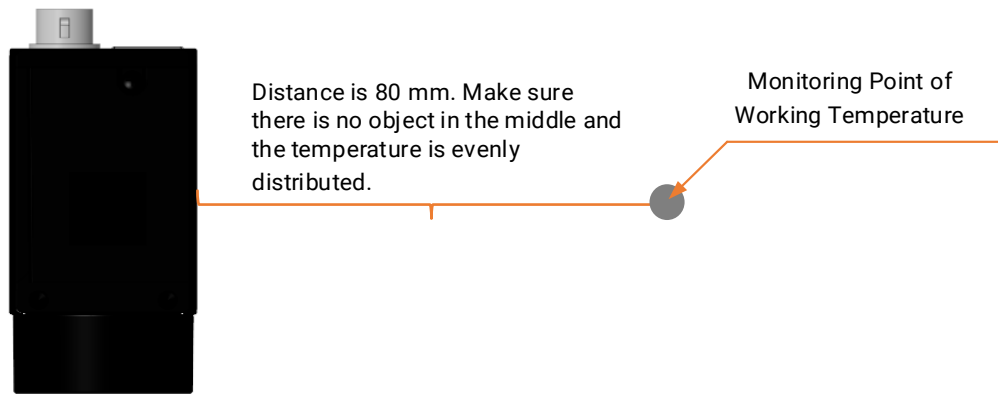 Distance is 80 mm. Make sure
there is no object in the middle and
the temperature is evenly
distributed.
Monitoring Point of
Working Temperature